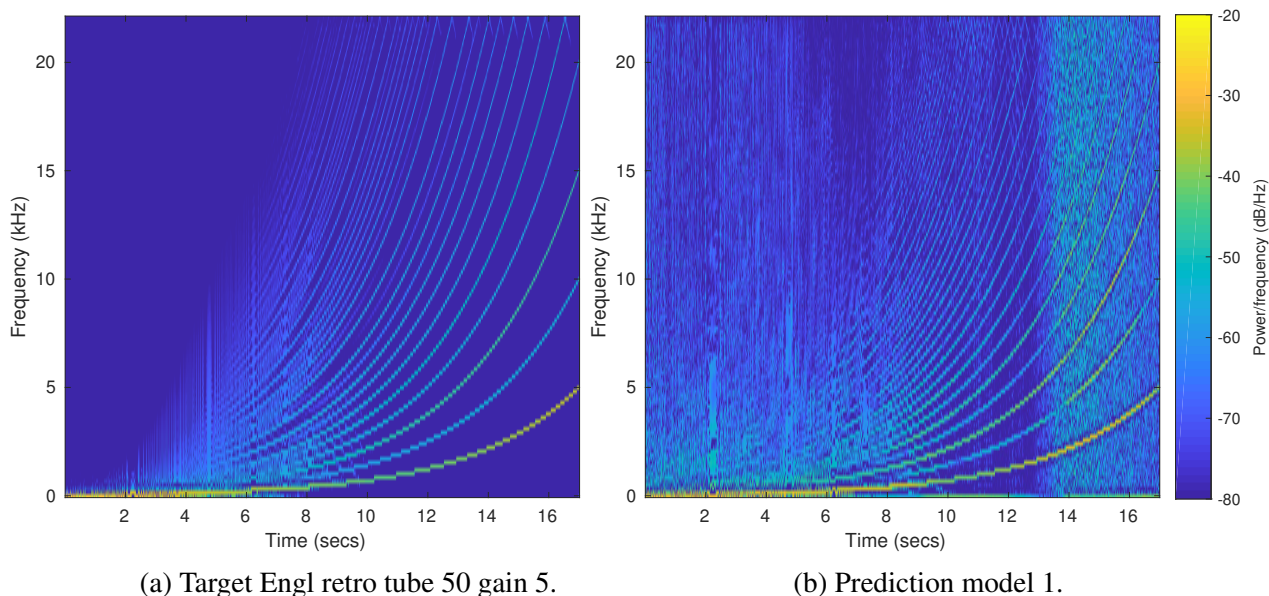 20
15
10
5
0
Frequency (kHz)
2 4 6 8 10 12 14 16
Time (secs)
(a) Target Engl retro tube 50 gain 5.
20
15
10
5
0
Frequency (kHz)
2 4 6 8 10 12 14 16
Time (secs)
(b) Prediction model 1.
-20
-30
-40
-50
-60
-70
-80
Power/frequency (dB/Hz)